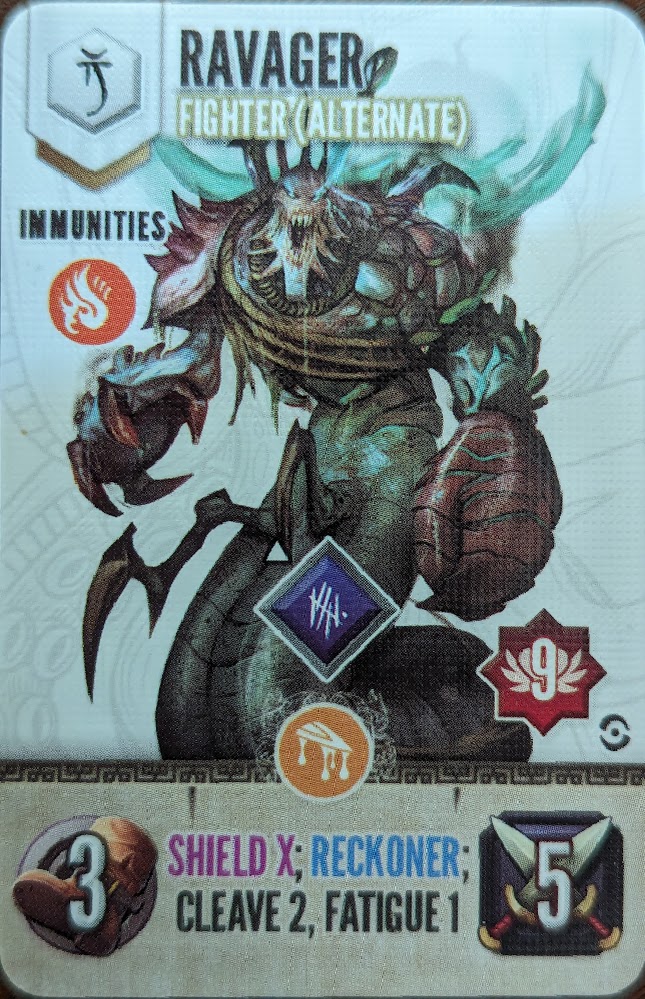 RAVAGER
FIGHTER (ALTERNATE)
IMMUNITIES
9
3
SHIELD X; RECKONER;
CLEAVE 2, FATIGUE 1
5